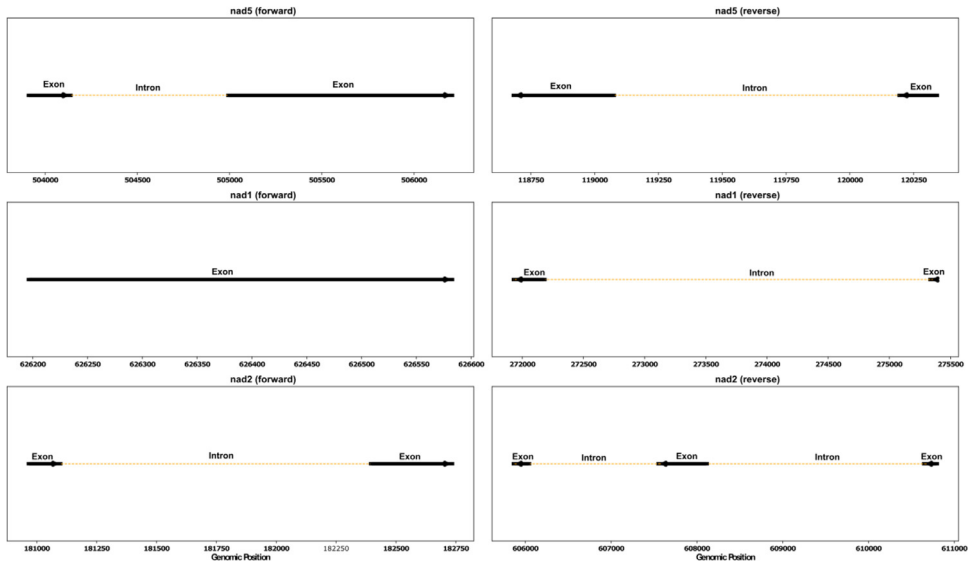 nad5 (forward)
Exon Intron Exon
504000 504500 505000 505500 506000
nad5 (reverse)
Exon Intron Exon
118750 119000 119250 119500 119750 120000 120250
nad1 (forward)
Exon
626200 626250 626300 626350 626400 626450 626500 626550 626600
nad1 (reverse)
Exon Intron Exon
272000 272500 273000 273500 274000 274500 275000 275500
nad2 (forward)
Exon Intron Exon
181000 181250 181500 181750 182000 182250 182500 182750
Genomic Position
nad2 (reverse)
Exon Intron Exon Intron Exon
606000 607000 608000 609000 610000 611000
Genomic Position